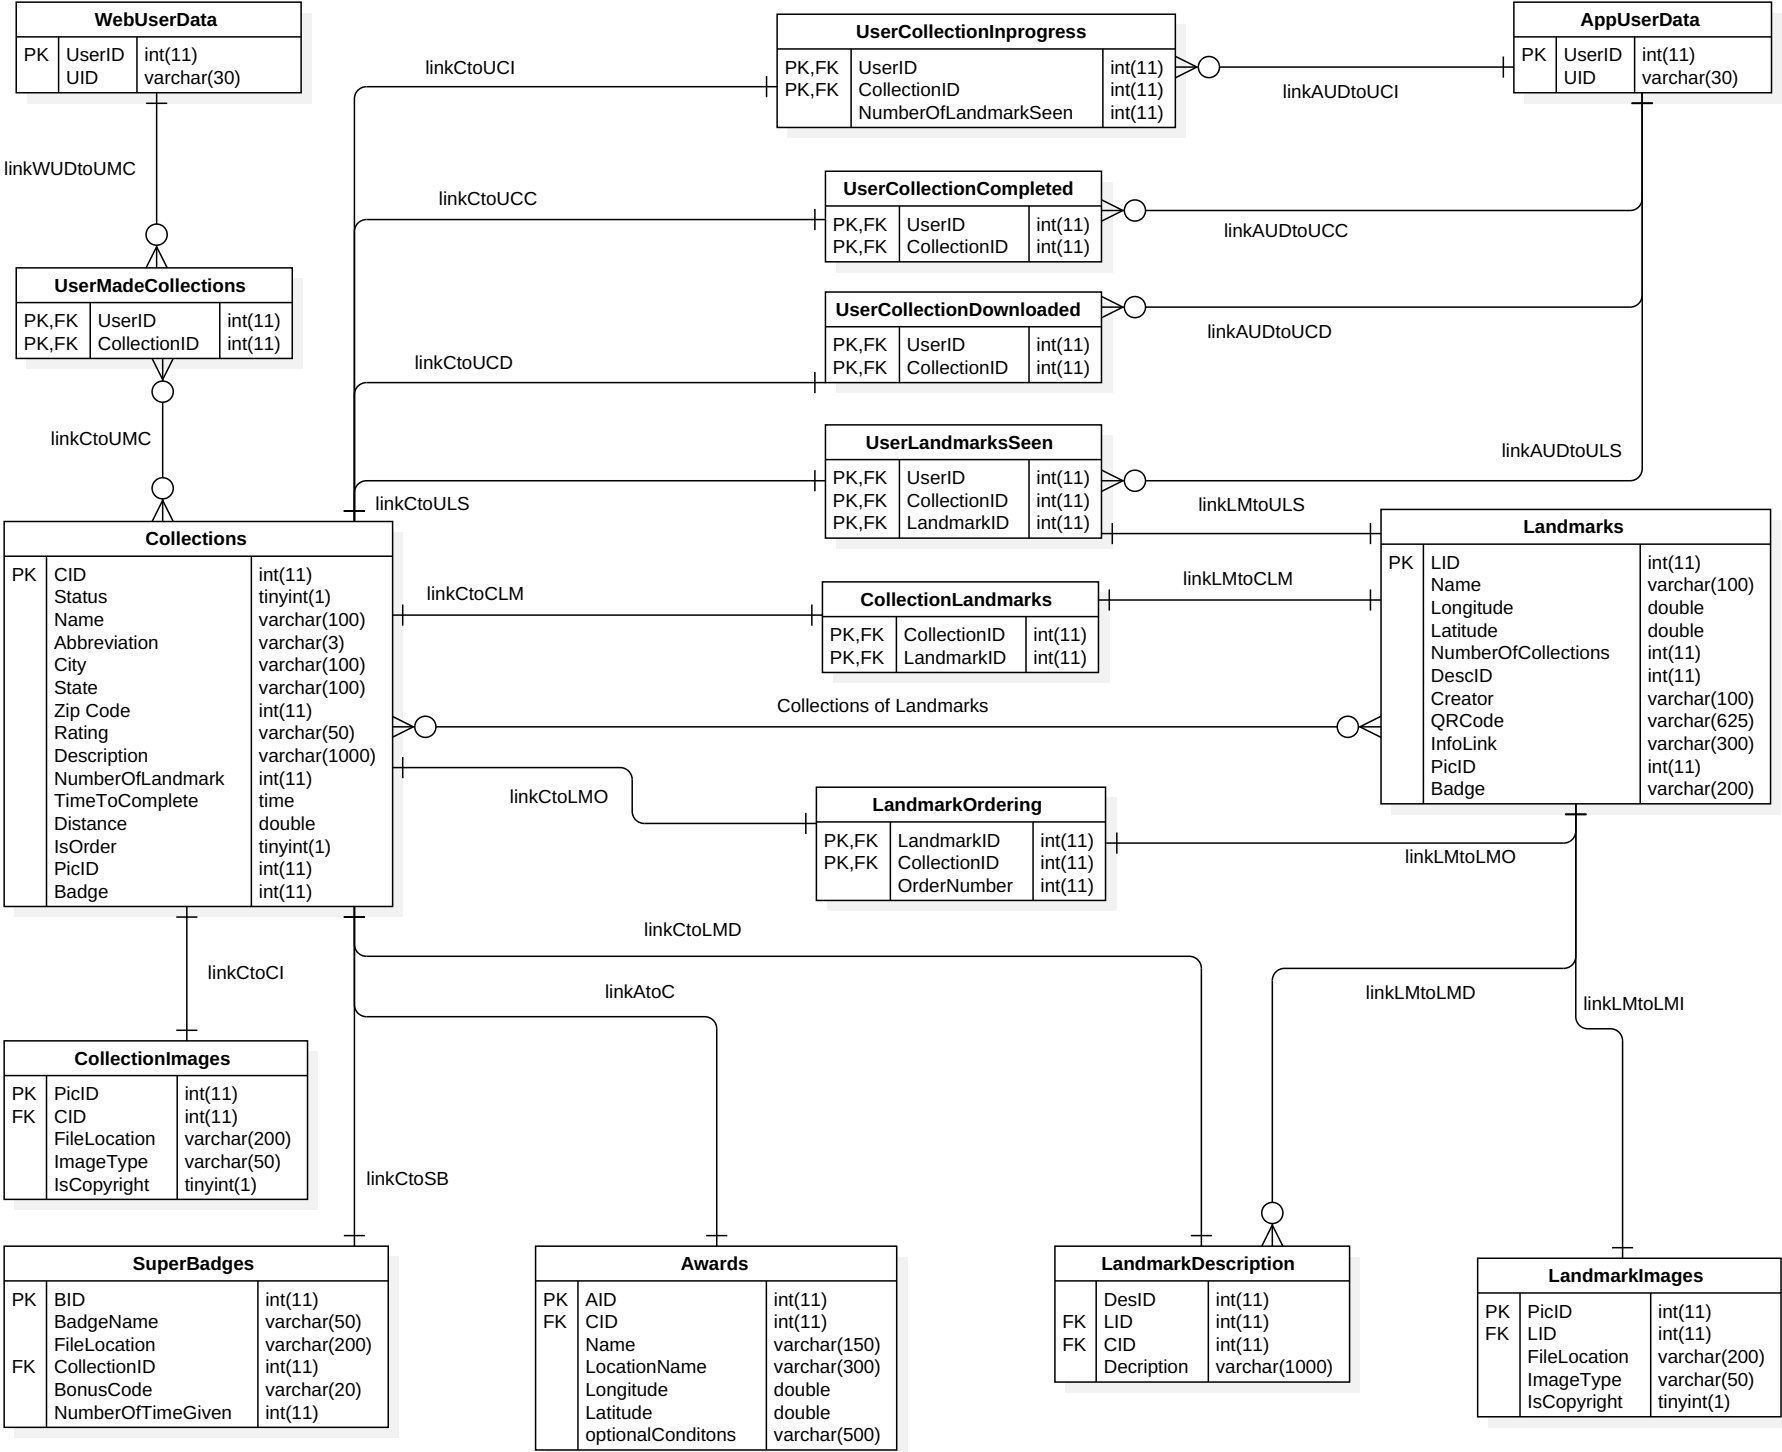 WebUserData
PK UserID int(11)
UID varchar(30)
linkWUDtoUMC
UserMadeCollections
PK,FK UserID int(11)
PK,FK CollectionID int(11)
linkCtoUMC
linkCtoUCI
UserCollectionInprogress
PK,FK UserID int(11)
PK,FK CollectionID int(11)
NumberOfLandmarkSeen int(11)
linkAUDtoUCI
AppUserData
PK UserID int(11)
UID varchar(30)
linkCtoUCC
UserCollectionCompleted
PK,FK UserID int(11)
PK,FK CollectionID int(11)
linkAUDtoUCC
linkCtoUCD
UserCollectionDownloaded
PK,FK UserID int(11)
PK,FK CollectionID int(11)
linkAUDtoUCD
linkCtoULS
UserLandmarksSeen
PK,FK UserID int(11)
PK,FK CollectionID int(11)
PK,FK LandmarkID int(11)
linkAUDtoULS
linkLMtoULS
Collections
PK CID int(11)
Status tinyint(1)
Name varchar(100)
Abbreviation varchar(3)
City varchar(100)
State varchar(100)
Zip Code int(11)
Rating varchar(50)
Description varchar(1000)
NumberOfLandmark int(11)
TimeToComplete time
Distance double
IsOrder tinyint(1)
PicID int(11)
Badge int(11)
linkCtoCLM
CollectionLandmarks
PK,FK CollectionID int(11)
PK,FK LandmarkID int(11)
linkLMtoCLM
Landmarks
PK LID int(11)
Name varchar(100)
Longitude double
Latitude double
NumberOfCollections int(11)
DescID int(11)
Creator varchar(100)
QRCode varchar(625)
InfoLink varchar(300)
PicID int(11)
Badge varchar(200)
Collections of Landmarks
linkCtoLMO
LandmarkOrdering
PK,FK LandmarkID int(11)
PK,FK CollectionID int(11)
OrderNumber int(11)
linkLMtoLMO
linkCtoLMD
linkCtoCI
linkAtoC
linkLMtoLMD
linkLMtoLMI
CollectionImages
PK PicID int(11)
FK CID int(11)
FileLocation varchar(200)
ImageType varchar(50)
IsCopyright tinyint(1)
linkCtoSB
SuperBadges
PK BID int(11)
BadgeName varchar(50)
FileLocation varchar(200)
FK CollectionID int(11)
BonusCode varchar(20)
NumberOfTimeGiven int(11)
Awards
PK AID int(11)
FK CID int(11)
Name varchar(150)
LocationName varchar(300)
Longitude double
Latitude double
optionalConditons varchar(500)
LandmarkDescription
DesID int(11)
FK LID int(11)
FK CID int(11)
Decription varchar(1000)
LandmarkImages
PK PicID int(11)
FK LID int(11)
FileLocation varchar(200)
ImageType varchar(50)
IsCopyright tinyint(1)